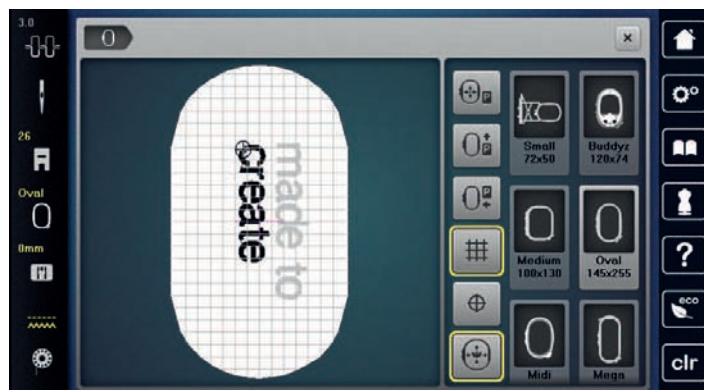 3.0
26
Oval
0mm
made to
create
P
P
P
Small
72x50
Buddyz
120x74
Medium
100x130
Oval
145x255
Midi
Mega
?
eco
clr